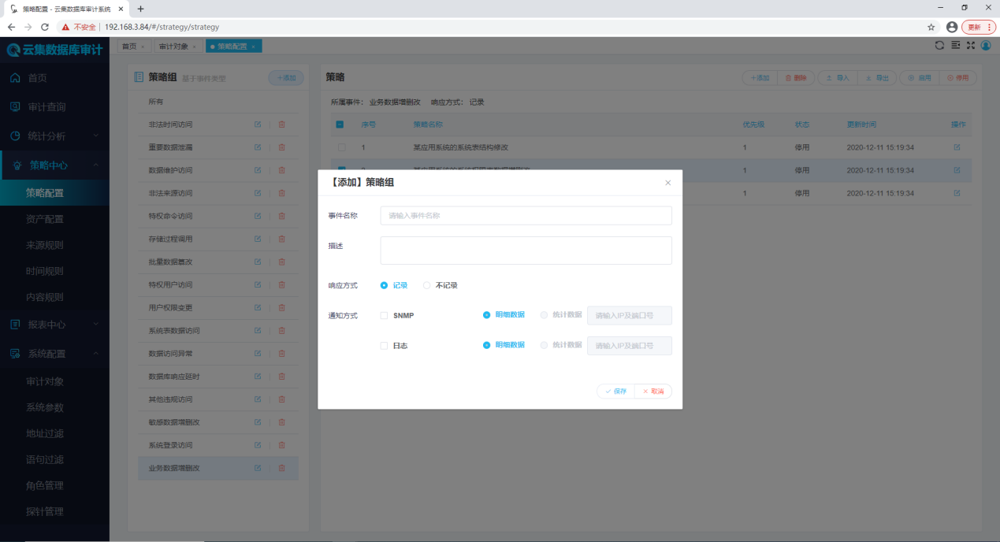 策略配置 - 云集数据库审计系统
不安全 | 192.168.3.84/#/strategy/strategy
更新
云集数据库审计
首页
审计对象
策略配置
首页
审计查询
统计分析
策略中心
策略配置
资产配置
来源规则
时间规则
内容规则
报表中心
系统配置
审计对象
系统参数
地址过滤
语句过滤
角色管理
探针管理
策略组 基于事件类型
+添加
所有
非法时间访问
重要数据泄漏
数据维护访问
非法来源访问
特权命令访问
存储过程调用
批量数据篡改
特权用户访问
用户权限变更
系统表数据访问
数据访问异常
数据库响应延时
其他违规访问
敏感数据增删改
系统登录访问
业务数据增删改
策略
+添加 删除 导入 导出 启用 停用
所属事件: 业务数据增删改 响应方式: 记录
序号 策略名称 优先级 状态 更新时间 操作
1 某应用系统的系统表结构修改 1 停用 2020-12-11 15:19:34
1 停用 2020-12-11 15:19:34
1 停用 2020-12-11 15:19:34
【添加】策略组
事件名称 请输入事件名称
描述
响应方式 记录 不记录
通知方式 SNMP 明细数据 统计数据 请输入IP及端口号
日志 明细数据 统计数据 请输入IP及端口号
保存 取消